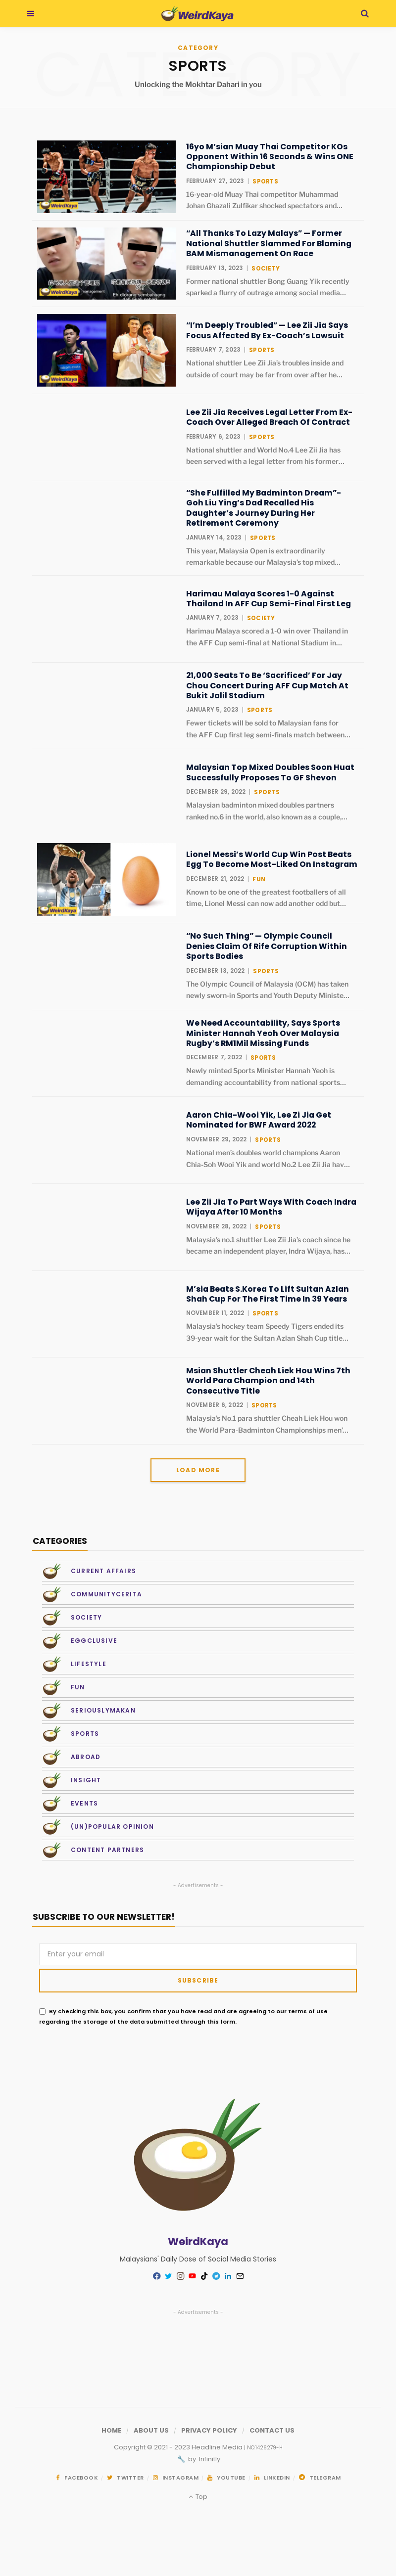 WeirdKaya
CATEGORY
CATEGORY
SPORTS
Unlocking the Mokhtar Dahari in you
WeirdKaya
16yo M'sian Muay Thai Competitor KOs
Opponent Within 16 Seconds & Wins ONE
Championship Debut
FEBRUARY 27, 2023 | SPORTS
16-year-old Muay Thai competitor Muhammad
Johan Ghazali Zulfikar shocked spectators and…
WeirdKaya
“All Thanks To Lazy Malays” — Former
National Shuttler Slammed For Blaming
BAM Mismanagement On Race
FEBRUARY 13, 2023 | SOCIETY
Former national shuttler Bong Guang Yik recently
sparked a flurry of outrage among social media…
WeirdKaya
“I’m Deeply Troubled” — Lee Zii Jia Says
Focus Affected By Ex-Coach’s Lawsuit
FEBRUARY 7, 2023 | SPORTS
National shuttler Lee Zii Jia’s troubles inside and
outside of court may be far from over after he…
Lee Zii Jia Receives Legal Letter From Ex-
Coach Over Alleged Breach Of Contract
FEBRUARY 6, 2023 | SPORTS
National shuttler and World No.4 Lee Zii Jia has
been served with a legal letter from his former…
“She Fulfilled My Badminton Dream”-
Goh Liu Ying’s Dad Recalled His
Daughter’s Journey During Her
Retirement Ceremony
JANUARY 14, 2023 | SPORTS
This year, Malaysia Open is extraordinarily
remarkable because our Malaysia’s top mixed…
Harimau Malaya Scores 1-0 Against
Thailand In AFF Cup Semi-Final First Leg
JANUARY 7, 2023 | SOCIETY
Harimau Malaya scored a 1-0 win over Thailand in
the AFF semi-final at National Stadium in…
21,000 Seats To Be ‘Sacrificed’ For Jay
Chou Concert During AFF Cup Match At
Bukit Jalil Stadium
JANUARY 5, 2023 | SPORTS
Fewer tickets will be sold to Malaysian fans for
the AFF Cup first leg semi-finals match between…
Malaysian Top Mixed Doubles Soon Huat
Successfully Proposes To GF Shevon
DECEMBER 29, 2022 | SPORTS
Malaysian badminton mixed doubles partners
ranked no.6 in the world, also known as a couple,…
WeirdKaya
Lionel Messi’s World Cup Win Post Beats
Egg To Become Most-Liked On Instagram
DECEMBER 21, 2022 | FUN
Known to be one of the greatest footballers of all
time, Lionel Messi can now add another odd but…
“No Such Thing” — Olympic Council
Denies Claim Of Rife Corruption Within
Sports Bodies
DECEMBER 13, 2022 | SPORTS
The Olympic Council of Malaysia (OCM) has taken
newly sworn-in Sports and Youth Deputy Ministe…
We Need Accountability, Says Sports
Minister Hannah Yeoh Over Malaysia
Rugby’s RM1Mil Missing Funds
DECEMBER 7, 2022 | SPORTS
Newly minted Sports Minister Hannah Yeoh is
demanding accountability from national sports…
Aaron Chia-Wooi Yik, Lee Zi Jia Get
Nominated for BWF Award 2022
NOVEMBER 29, 2022 | SPORTS
National men’s doubles world champions Aaron
Chia-Soh Wooi Yik and world No.2 Lee Zii Jia hav…
Lee Zii Jia To Part Ways With Coach Indra
Wijaya After 10 Months
NOVEMBER 28, 2022 | SPORTS
Malaysia’s no.1 shuttler Lee Zii Jia’s coach since he
became an independent player, Indra Wijaya, has…
M’sia Beats S.Korea To Lift Sultan Azlan
Shah Cup For The First Time In 39 Years
NOVEMBER 11, 2022 | SPORTS
Malaysia’s hockey team Speedy Tigers ended its
39-year wait for the Sultan Azlan Shah Cup title…
Msian Shuttler Cheah Liek Hou Wins 7th
World Para Champion and 14th
Consecutive Title
NOVEMBER 6, 2022 | SPORTS
Malaysia’s No.1 para shuttler Cheah Liek Hou won
the World Para-Badminton Championships men’…
LOAD MORE
CATEGORIES
CURRENT AFFAIRS
COMMUNITYCERITA
SOCIETY
EGGCLUSIVE
LIFESTYLE
FUN
SERIOUSLYMAKAN
SPORTS
ABROAD
INSIGHT
EVENTS
(UN)POPULAR OPINION
CONTENT PARTNERS
- Advertisements -
SUBSCRIBE TO OUR NEWSLETTER!
Enter your email
SUBSCRIBE
By checking this box, you confirm that you have read and are agreeing to our terms of use
regarding the storage of the data submitted through this form.
WeirdKaya
Malaysians' Daily Dose of Social Media Stories
- Advertisements -
HOME / ABOUT US / PRIVACY POLICY / CONTACT US
Copyright © 2021 - 2023 Headline Media | NO.1426279-H
by Infinitly
FACEBOOK / TWITTER / INSTAGRAM / YOUTUBE / LINKEDIN / TELEGRAM
Top